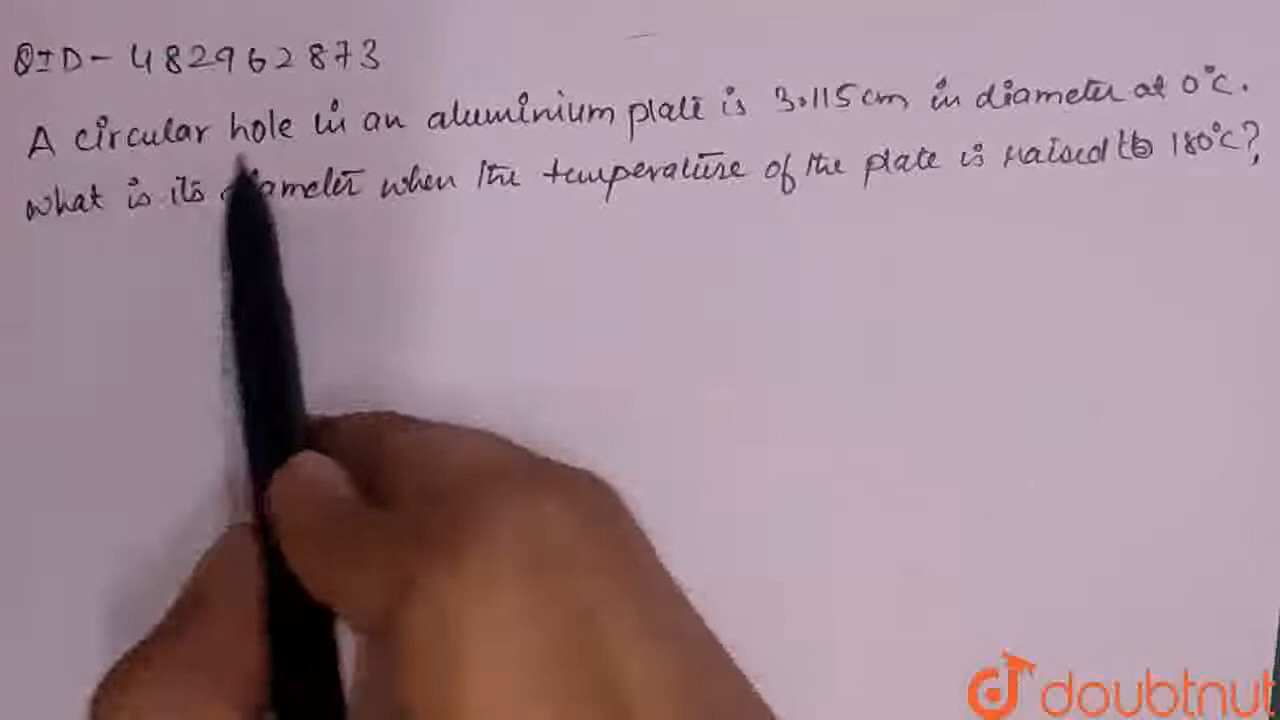 QID - 482962873
A circular hole in an aluminium plate is 3.115 cm in diameter at 0°C.
what is its diameter when the temperature of the plate is raised to 180°C?
doubtnut